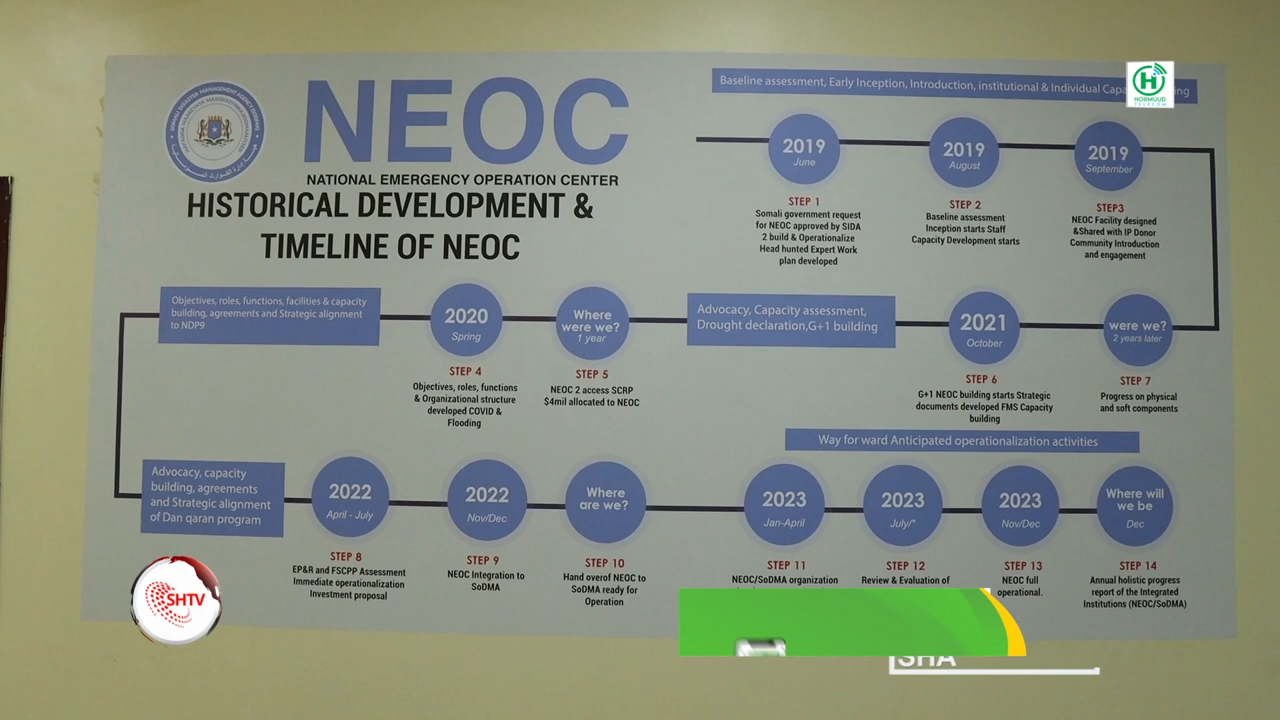 NEOC
NATIONAL EMERGENCY OPERATION CENTER
HISTORICAL DEVELOPMENT &
TIMELINE OF NEOC
Baseline assessment, Early Inception, Introduction, institutional & Individual
HORMUUD
TELECOM
2019
June
STEP 1
Somali government request
for NEOC approved by SIDA
2 build & Operationalize
Head hunted Expert Work
plan developed
2019
August
STEP 2
Baseline assessment
Inception starts Staff
Capacity Development starts
2019
September
STEP3
NEOC Facility designed
&Shared with IP Donor
Community Introduction
and engagement
Objectives, roles, functions, facilities & capacity
building, agreements and Strategic alignment
to NDP9
2020
Spring
STEP 4
Objectives, roles, functions
& Organizational structure
developed COVID &
Flooding
Where
were we?
1 year
STEP 5
NEOC 2 access SCRP
$4mil allocated to NEOC
Advocacy, Capacity assessment,
Drought declaration,G+1 building
2021
October
STEP 6
G+1 NEOC building starts Strategic
documents developed FMS Capacity
building
were we?
2 years later
STEP 7
Progress on physical
and soft components
Way for ward Anticipated operationalization activities
Advocacy, capacity
building, agreements
and Strategic alignment
of Dan qaran program
2022
April - July
STEP 8
EP&R and FSCPP Assessment
Immediate operationalization
Investment proposal
2022
Nov/Dec
STEP 9
NEOC Integration to
SoDMA
Where
are we?
STEP 10
Hand overof NEOC to
SoDMA ready for
Operation
2023
Jan-April
STEP 11
NEOC/SoDMA organization
2023
July/*
STEP 12
Review & Evaluation of
2023
Nov/Dec
STEP 13
NEOC full
operational.
Where will
we be
Dec
STEP 14
Annual holistic progress
report of the Integrated
Institutions (NEOC/SoDMA)
SHTV
SHA